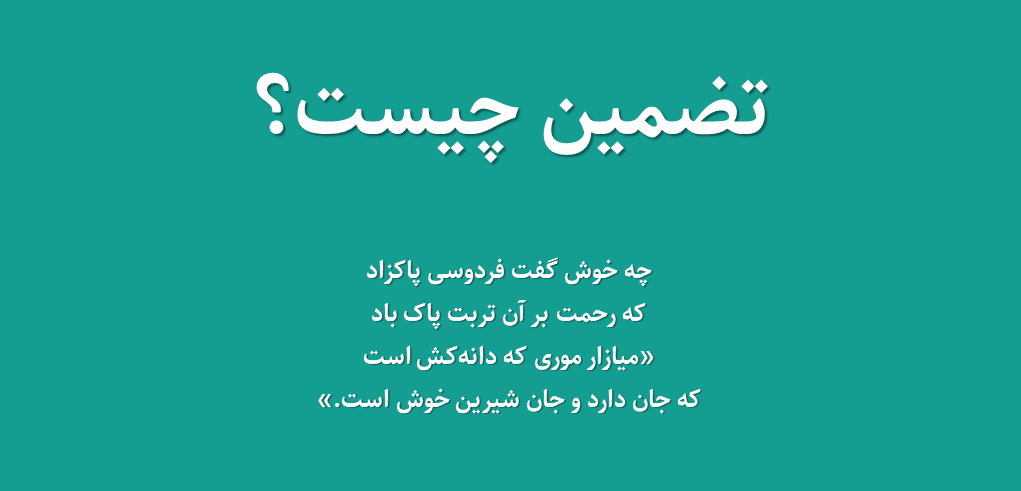 تضمین چیست؟
چه خوش گفت فردوسی پاکزاد
که رحمت بر آن تربت پاک باد
«میازار موری که دانه‌کش است
که جان دارد و جان شیرین خوش است.»